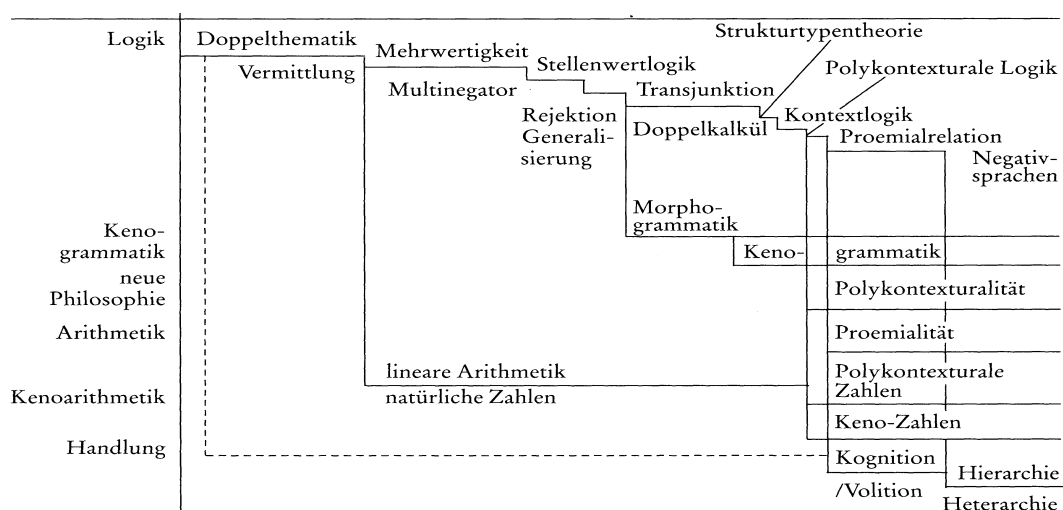 Strukturtypentheorie
Logik
Doppelthematik
Mehrwertigkeit
Stellenwertlogik
Polykontexturale Logik
Vermittlung
Multinegator
Transjunktion
Rejektion
Generali-
sierung
Doppelkalkül
Kontextlogik
Proemialrelation
Negativ-
sprachen
Morpho-
grammatik
Keno-
grammatik
Keno- grammatik
neue
Philosophie
Polykontexturalität
Arithmetik
Proemialität
lineare Arithmetik
natürliche Zahlen
Polykontexturale
Zahlen
Kenoarithmetik
Keno-Zahlen
Handlung
Kognition
/Volition
Hierarchie
Heterarchie